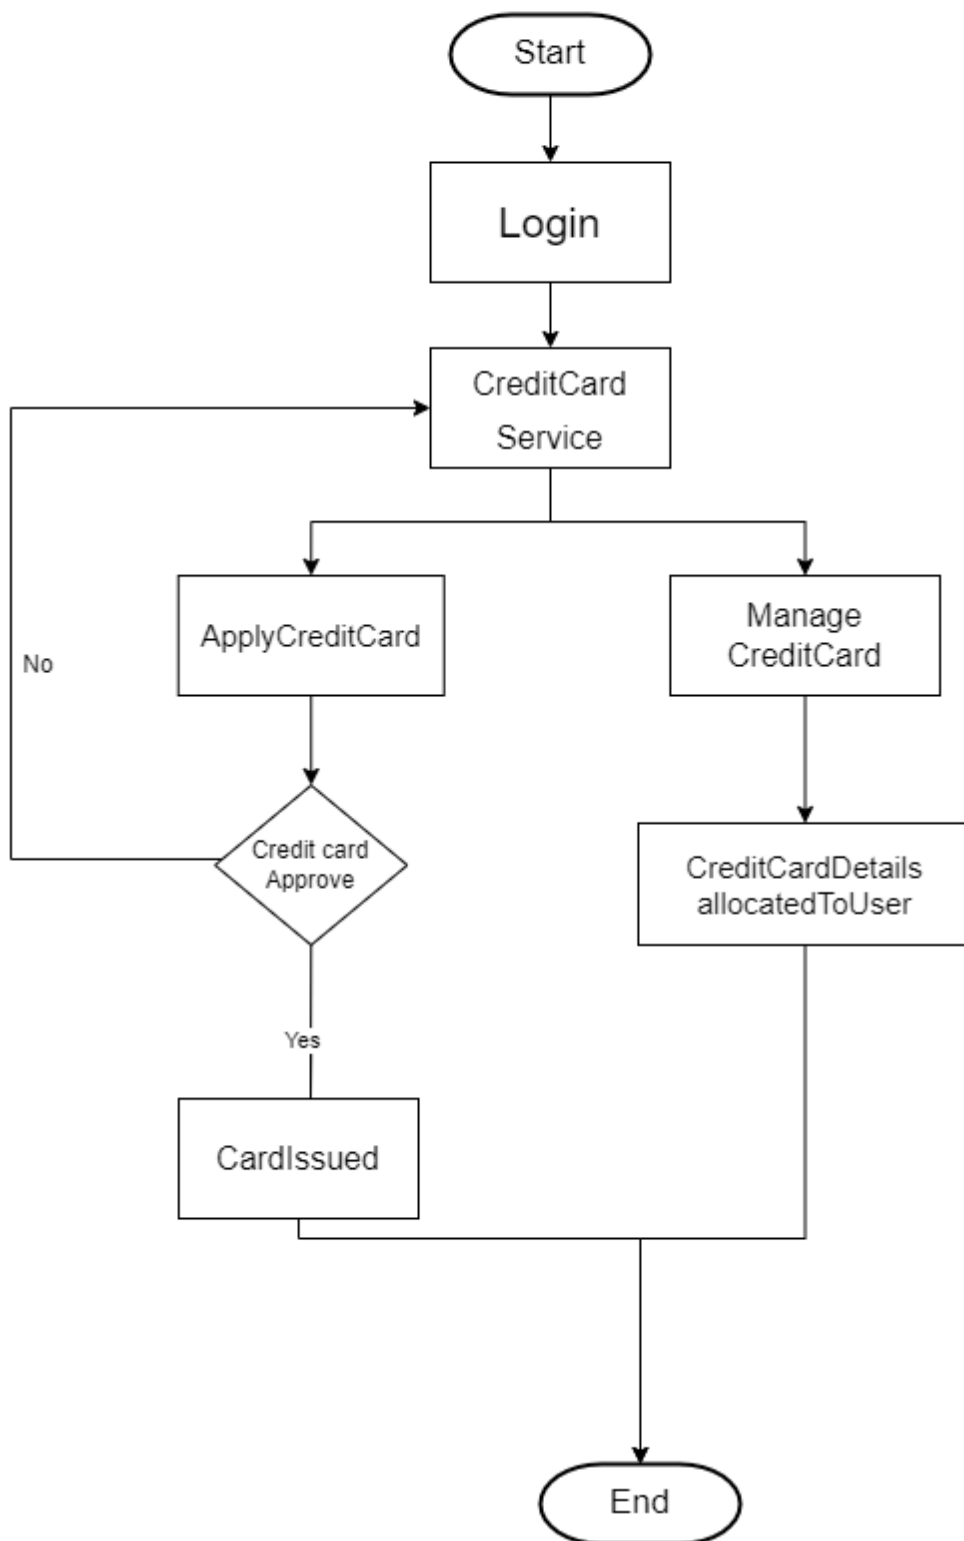 Start
Login
CreditCard
Service
ApplyCreditCard
Manage
CreditCard
No
Credit card
Approve
CreditCardDetails
allocatedToUser
Yes
CardIssued
End